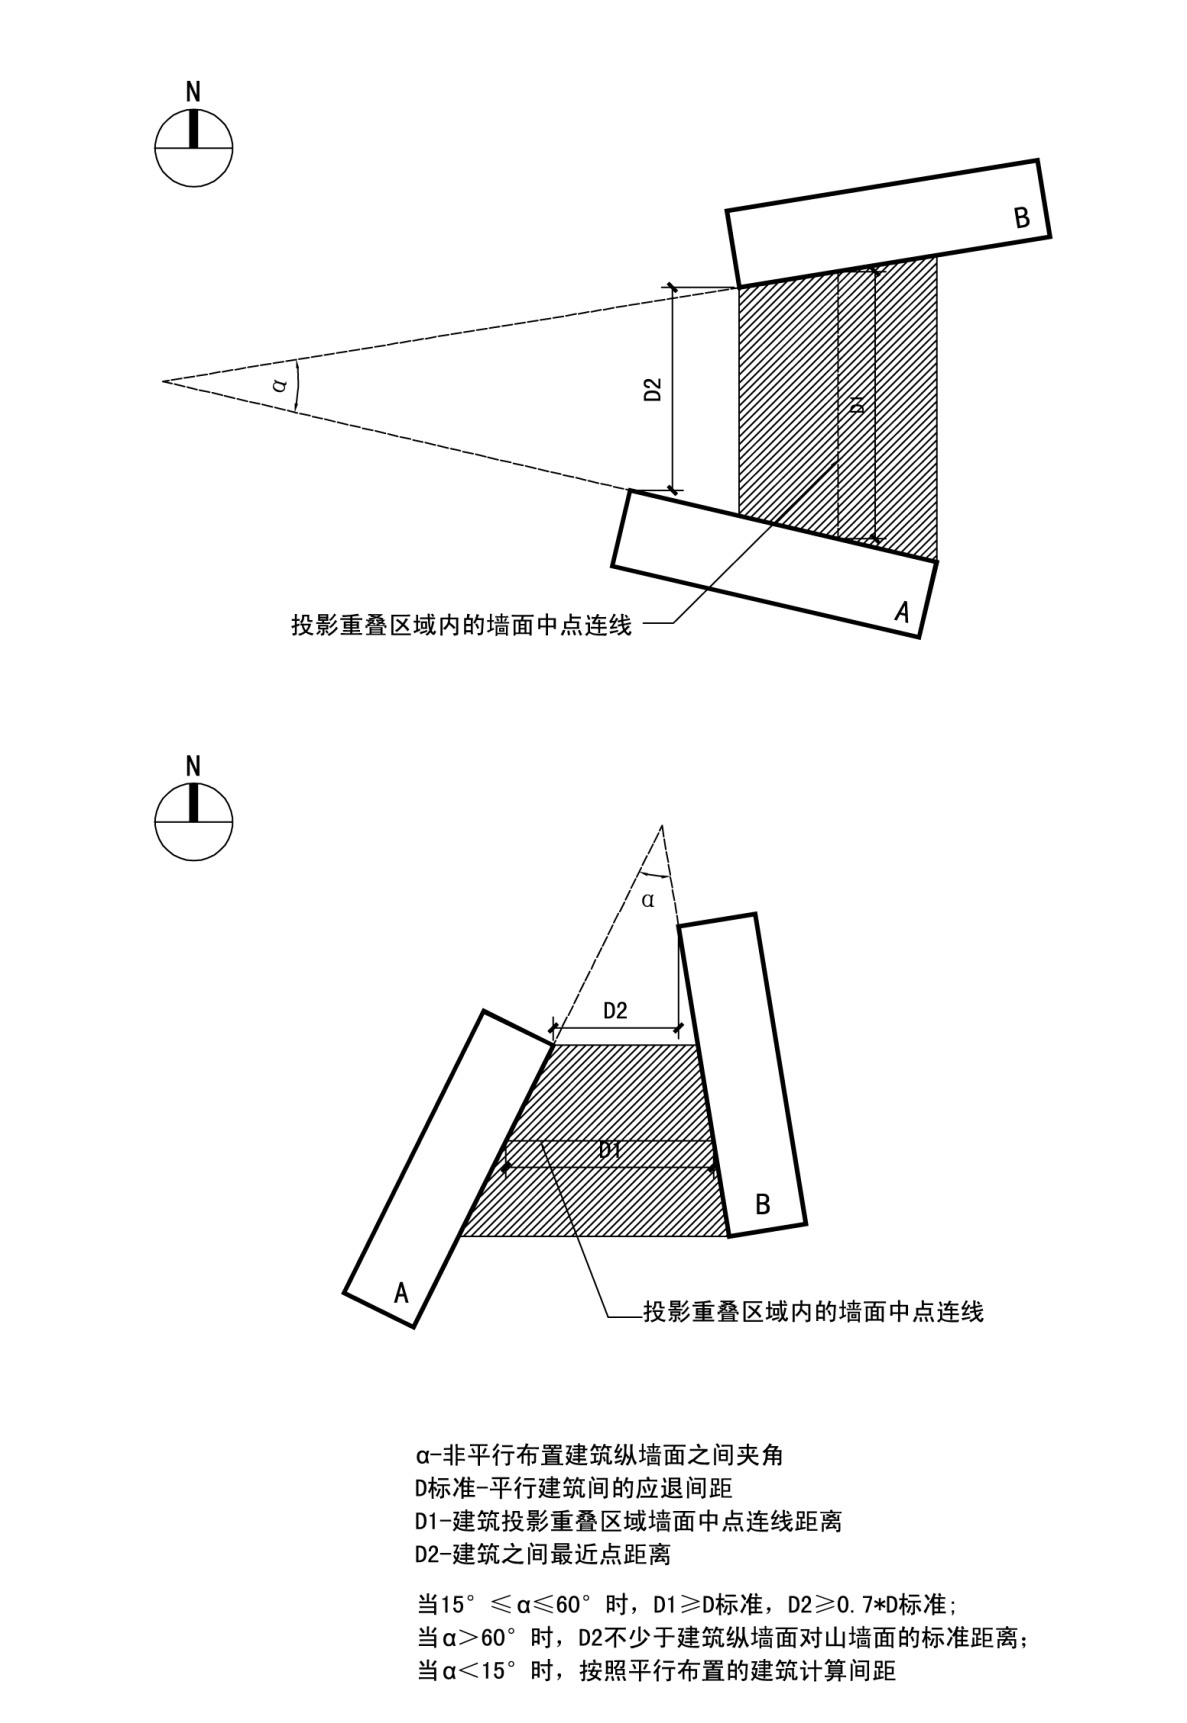 N
B
α
D2
D1
A
投影重叠区域内的墙面中点连线
N
α
D2
D1
B
A
投影重叠区域内的墙面中点连线
α-非平行布置建筑纵墙面之间夹角
D标准-平行建筑间的应退间距
D1-建筑投影重叠区域墙面中点连线距离
D2-建筑之间最近点距离
当15°≤α≤60°时，D1≥D标准，D2≥0.7*D标准;
当α>60°时，D2不少于建筑纵墙面对山墙面的标准距离;
当α<15°时，按照平行布置的建筑计算间距